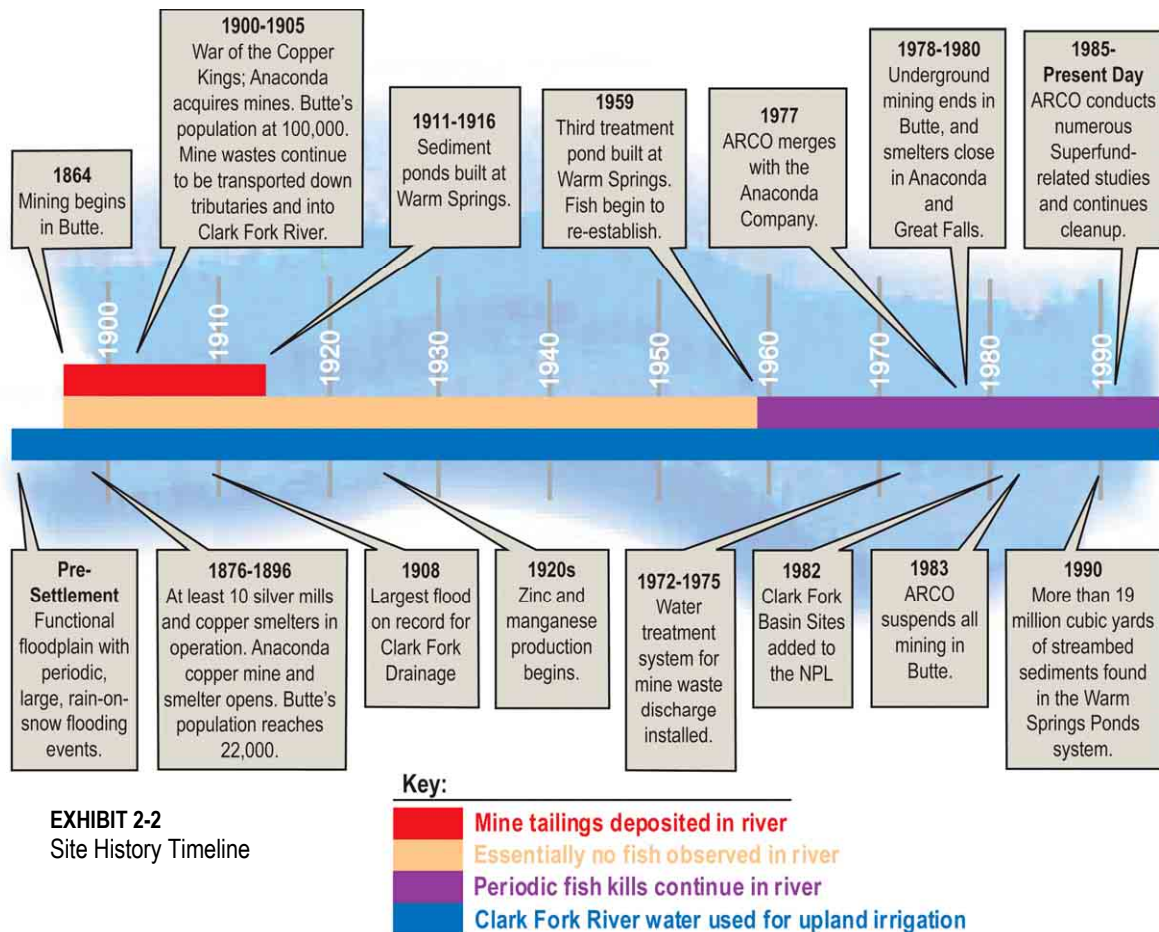 1864
Mining begins
in Butte.
1900-1905
War of the Copper
Kings; Anaconda
acquires mines. Butte's
population at 100,000.
Mine wastes continue
to be transported down
tributaries and into
Clark Fork River.
1911-1916
Sediment
ponds built at
Warm Springs.
1959
Third treatment
pond built at
Warm Springs.
Fish begin to
re-establish.
1977
ARCO merges
with the
Anaconda
Company.
1978-1980
Underground
mining ends in
Butte, and
smelters close
in Anaconda
and
Great Falls.
1985-
Present Day
ARCO conducts
numerous
Superfund-
related studies
and continues
cleanup.
1900
1910
1920
1930
1940
1950
1960
1970
1980
1990
Pre-
Settlement
Functional
floodplain with
periodic,
large, rain-on-
snow flooding
events.
1876-1896
At least 10 silver mills
and copper smelters in
operation. Anaconda
copper mine and
smelter opens. Butte's
population reaches
22,000.
1908
Largest flood
on record for
Clark Fork
Drainage
1920s
Zinc and
manganese
production
begins.
1972-1975
Water
treatment
system for
mine waste
discharge
installed.
1982
Clark Fork
Basin Sites
added to
the NPL
1983
ARCO
suspends all
mining in
Butte.
1990
More than 19
million cubic yards
of streambed
sediments found
in the Warm
Springs Ponds
system.
EXHIBIT 2-2
Site History Timeline
Key:
Mine tailings deposited in river
Essentially no fish observed in river
Periodic fish kills continue in river
Clark Fork River water used for upland irrigation